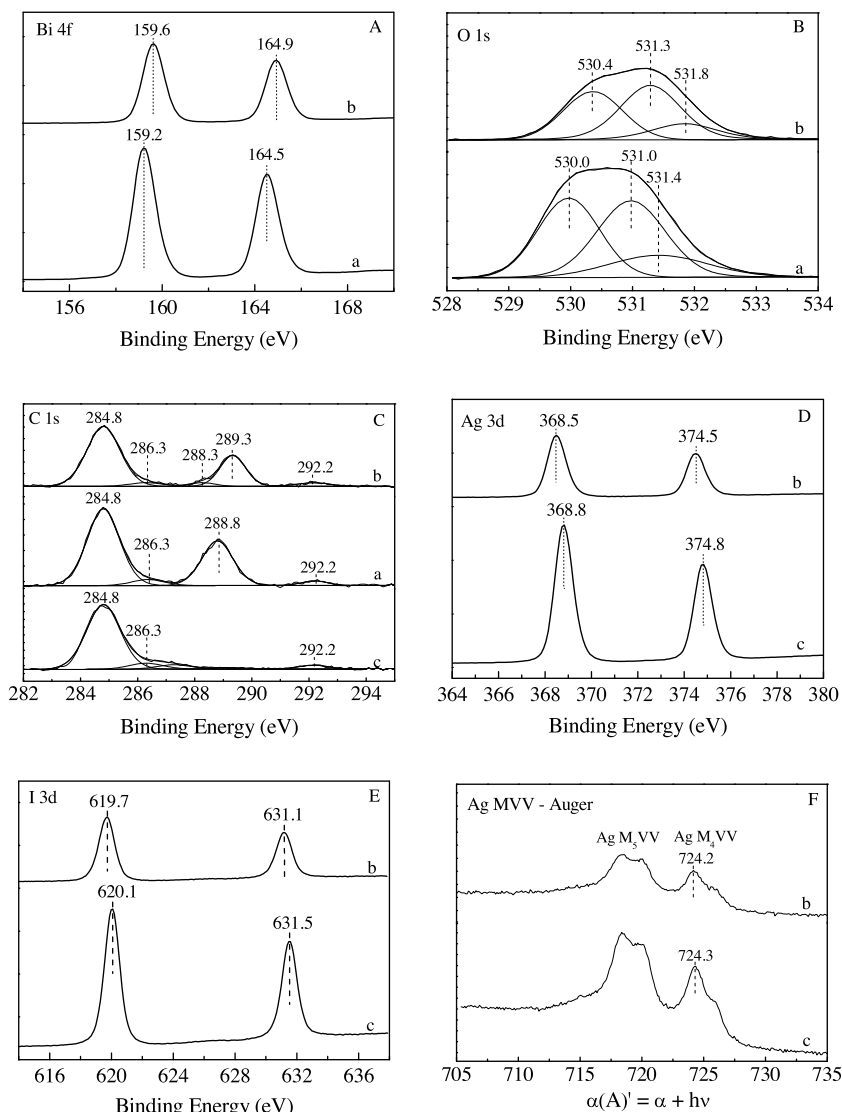 Bi 4f
A
159.6
164.9
b
159.2
164.5
a
156 160 164 168
Binding Energy (eV)
O 1s
B
530.4
531.3
531.8
b
530.0
531.0
531.4
a
528 529 530 531 532 533 534
Binding Energy (eV)
C 1s
C
284.8
286.3
288.3
289.3
292.2
b
284.8
286.3
288.8
292.2
a
284.8
286.3
292.2
c
282 284 286 288 290 292 294
Binding Energy (eV)
Ag 3d
D
368.5
374.5
b
368.8
374.8
c
364 366 368 370 372 374 376 378 380
Binding Energy (eV)
I 3d
E
619.7
631.1
b
620.1
631.5
c
616 620 624 628 632 636
Binding Energy (eV)
Ag MVV - Auger
F
Ag M₅VV
Ag M₄VV
724.2
b
724.3
c
705 710 715 720 725 730 735
α(A)' = α + hν